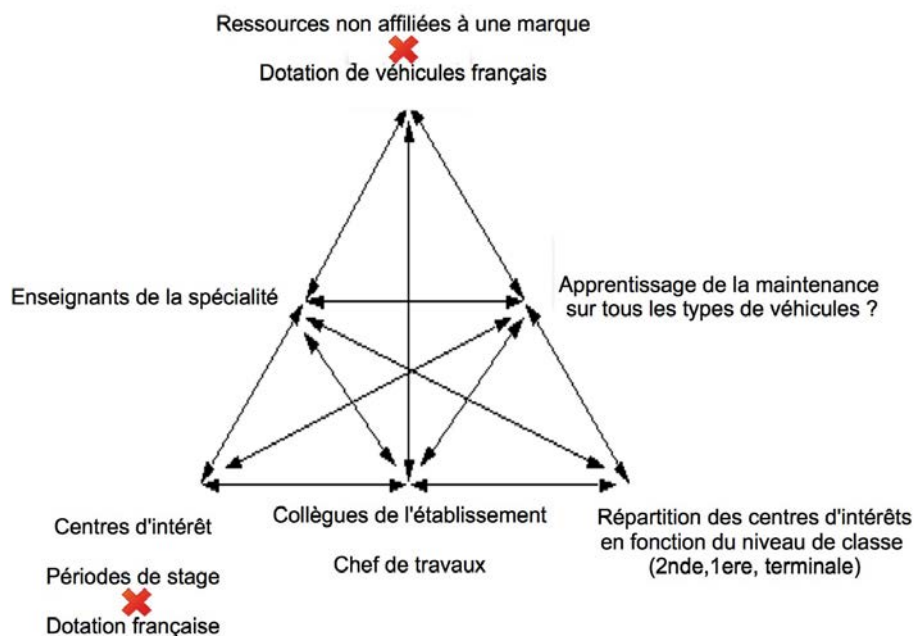 Ressources non affiliées à une marque
Dotation de véhicules français
Enseignants de la spécialité
Apprentissage de la maintenance
sur tous les types de véhicules ?
Centres d'intérêt
Périodes de stage
Dotation française
Collègues de l'établissement
Chef de travaux
Répartition des centres d'intérêts
en fonction du niveau de classe
(2nde,1ere, terminale)